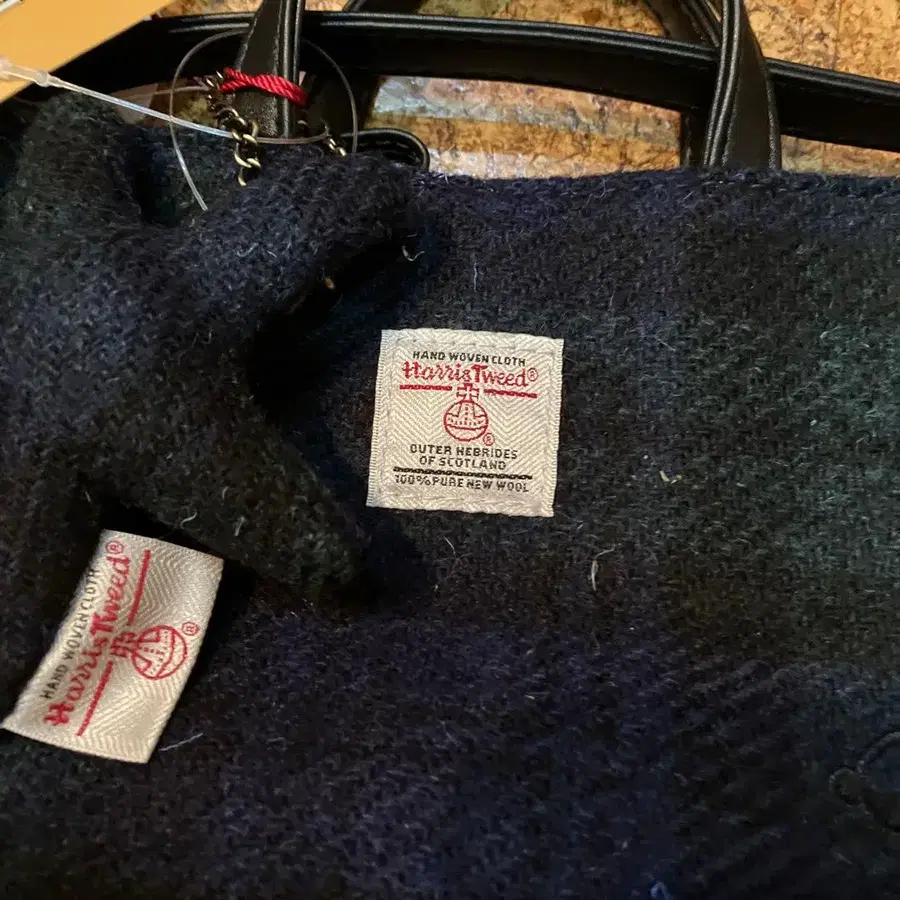 HAND WOVEN CLOTH
Harris Tweed®
®
OUTER HEBRIDES
OF SCOTLAND
100% PURE NEW WOOL
HAND WOVEN CLOTH
Harris Tweed®
®